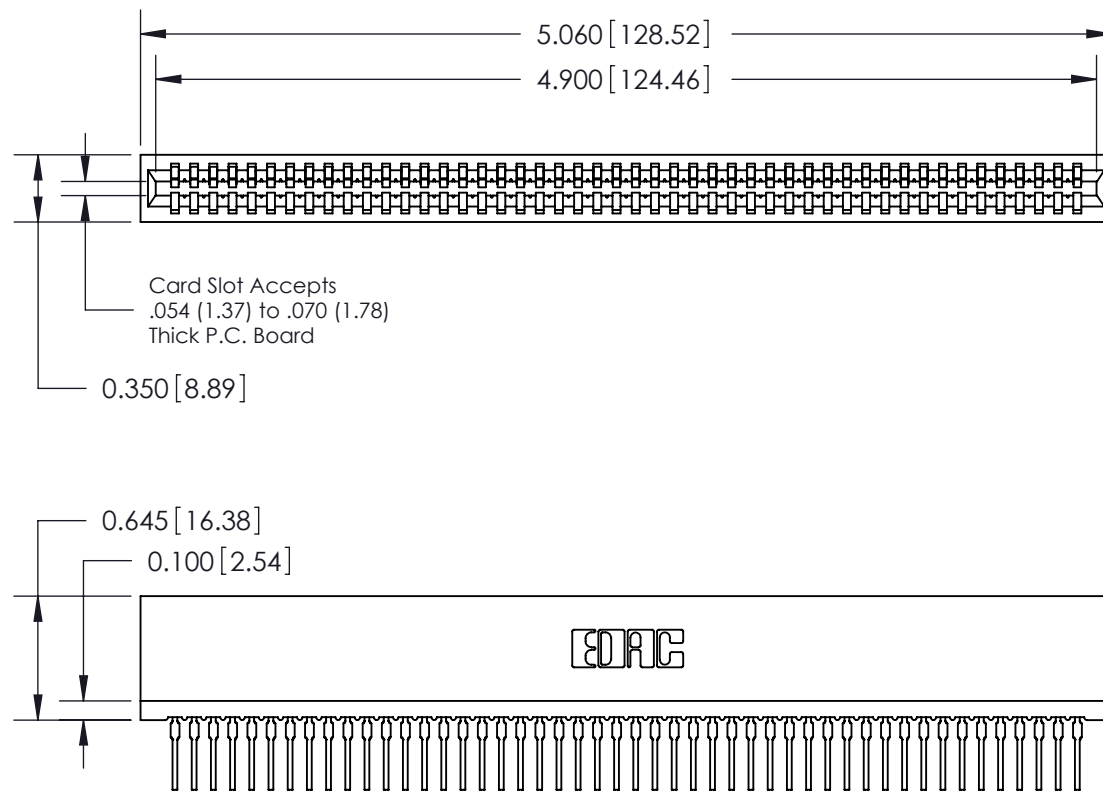 5.060 [128.52]
4.900 [124.46]
Card Slot Accepts
.054 (1.37) to .070 (1.78)
Thick P.C. Board
0.350 [8.89]
0.645 [16.38]
0.100 [2.54]
EDAC